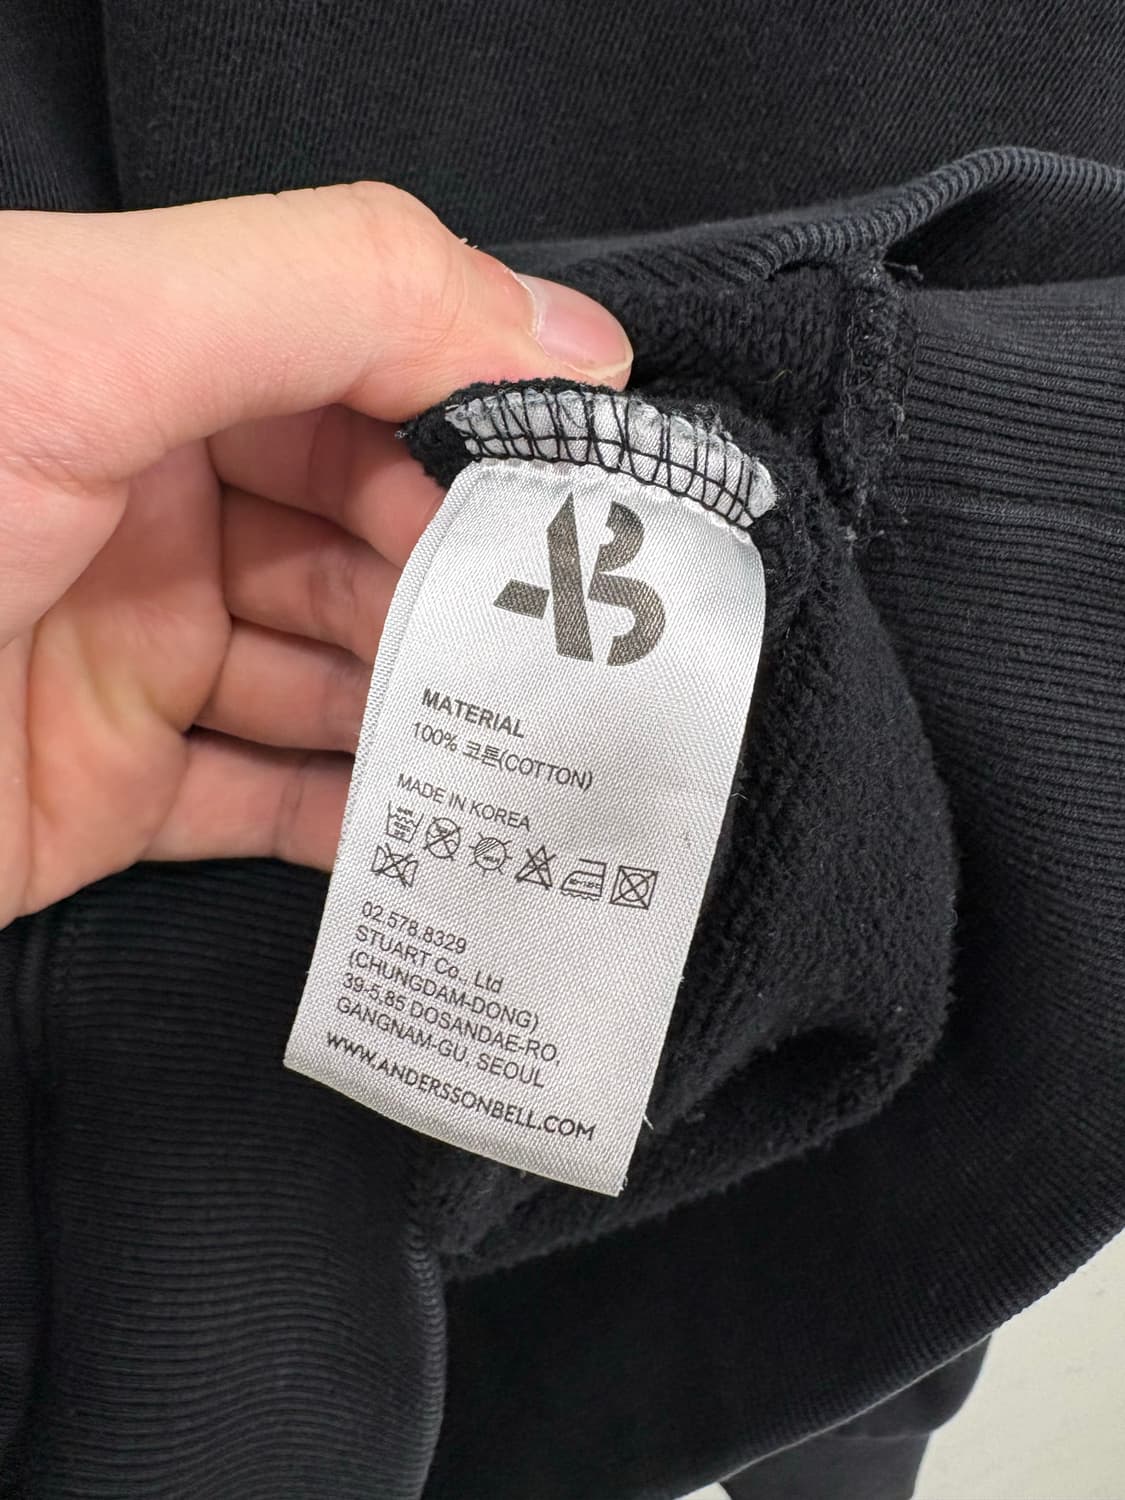 AB
MATERIAL
100% 코튼(COTTON)
MADE IN KOREA
02.578.8329
STUART Co., Ltd
(CHUNGDAM-DONG)
39-5,85 DOSANDAE-RO,
GANGNAM-GU, SEOUL
WWW.ANDERSSONBELL.COM